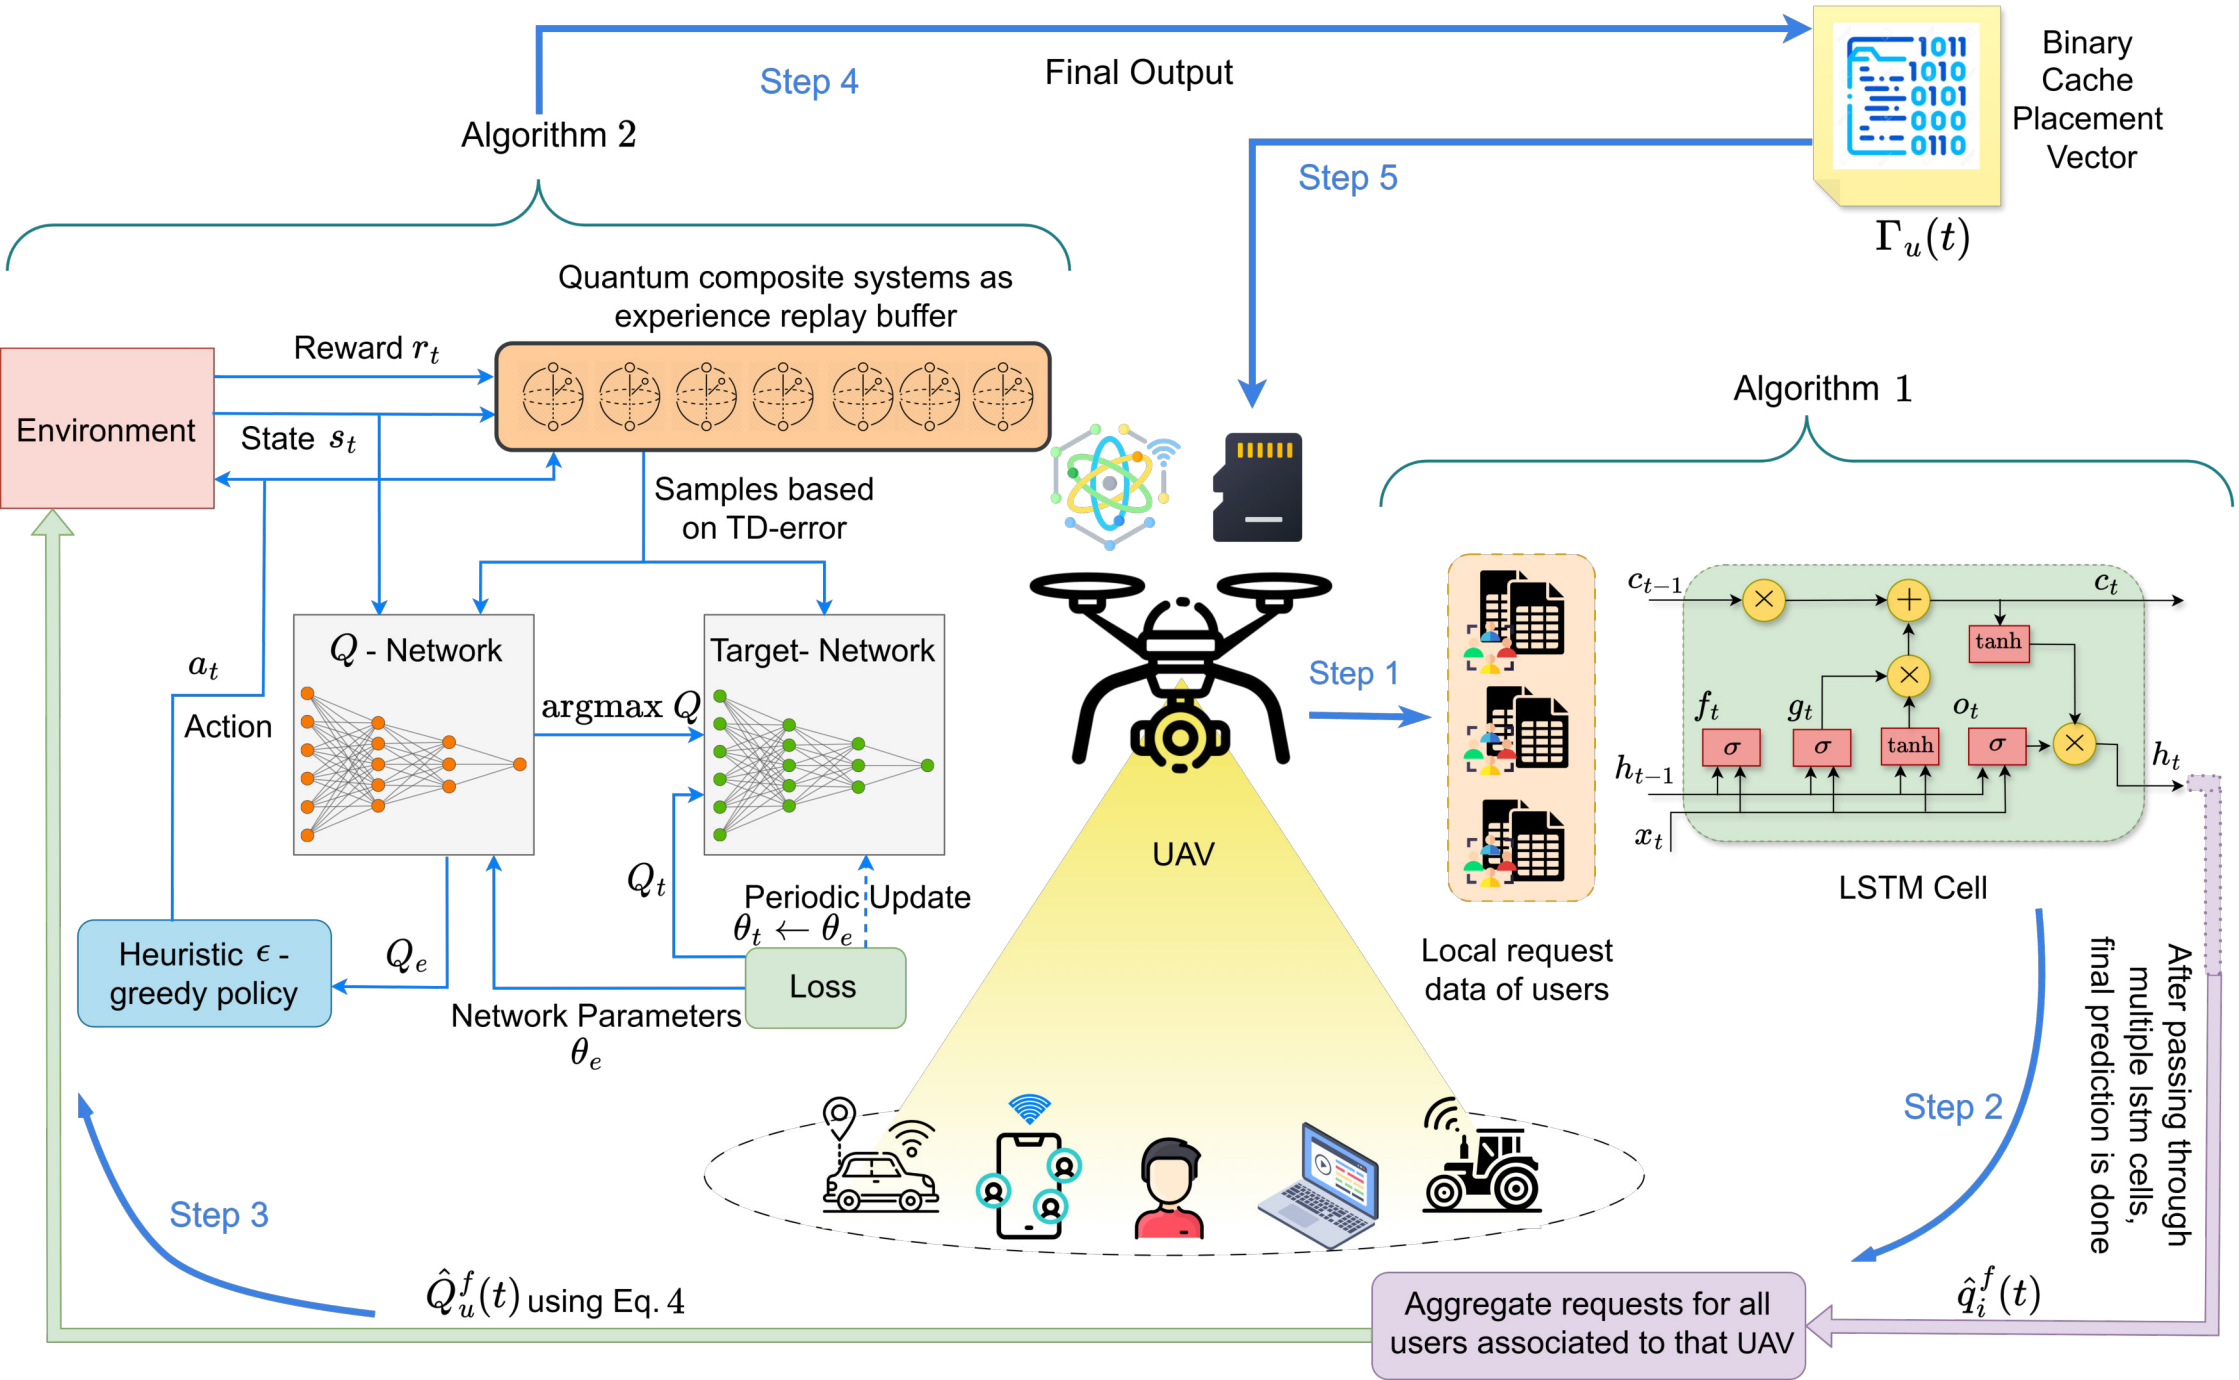 Step 4
Final Output
1011
1010
0101
000
0110
Binary
Cache
Placement
Vector
Γ_u(t)
Algorithm 2
Step 5
Quantum composite systems as
experience replay buffer
Reward r_t
Environment
State s_t
Samples based
on TD-error
a_t
Action
Q - Network
argmax Q
Target- Network
Q_t
Periodic Update
θ_t ← θ_e
Loss
Heuristic ϵ -
greedy policy
Q_e
Network Parameters
θ_e
Algorithm 1
Step 1
UAV
Local request
data of users
c_{t−1}
×
+
c_t
tanh
×
f_t
g_t
o_t
σ
σ
tanh
σ
×
h_{t−1}
h_t
x_t
LSTM Cell
Step 2
After passing through
multiple lstm cells,
final prediction is done
q̂_i^f(t)
Aggregate requests for all
users associated to that UAV
Step 3
Q̂_u^f(t) using Eq. 4